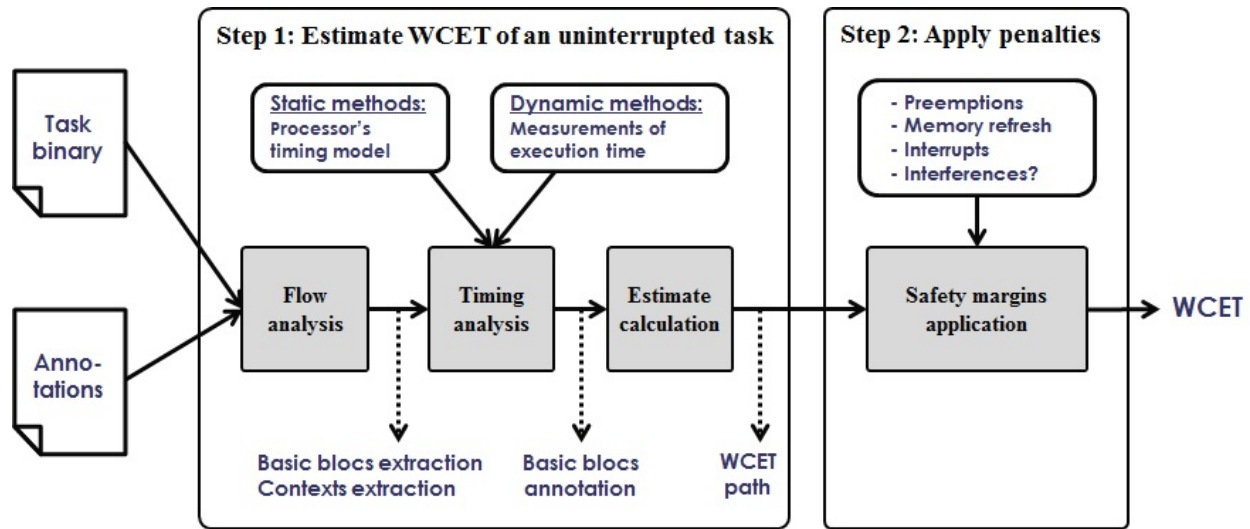 Step 1: Estimate WCET of an uninterrupted task
Step 2: Apply penalties
Task
binary
Anno-
tations
Static methods:
Processor's
timing model
Dynamic methods:
Measurements of
execution time
- Preemptions
- Memory refresh
- Interrupts
- Interferences?
Flow
analysis
Timing
analysis
Estimate
calculation
Safety margins
application
WCET
Basic blocs extraction
Contexts extraction
Basic blocs
annotation
WCET
path